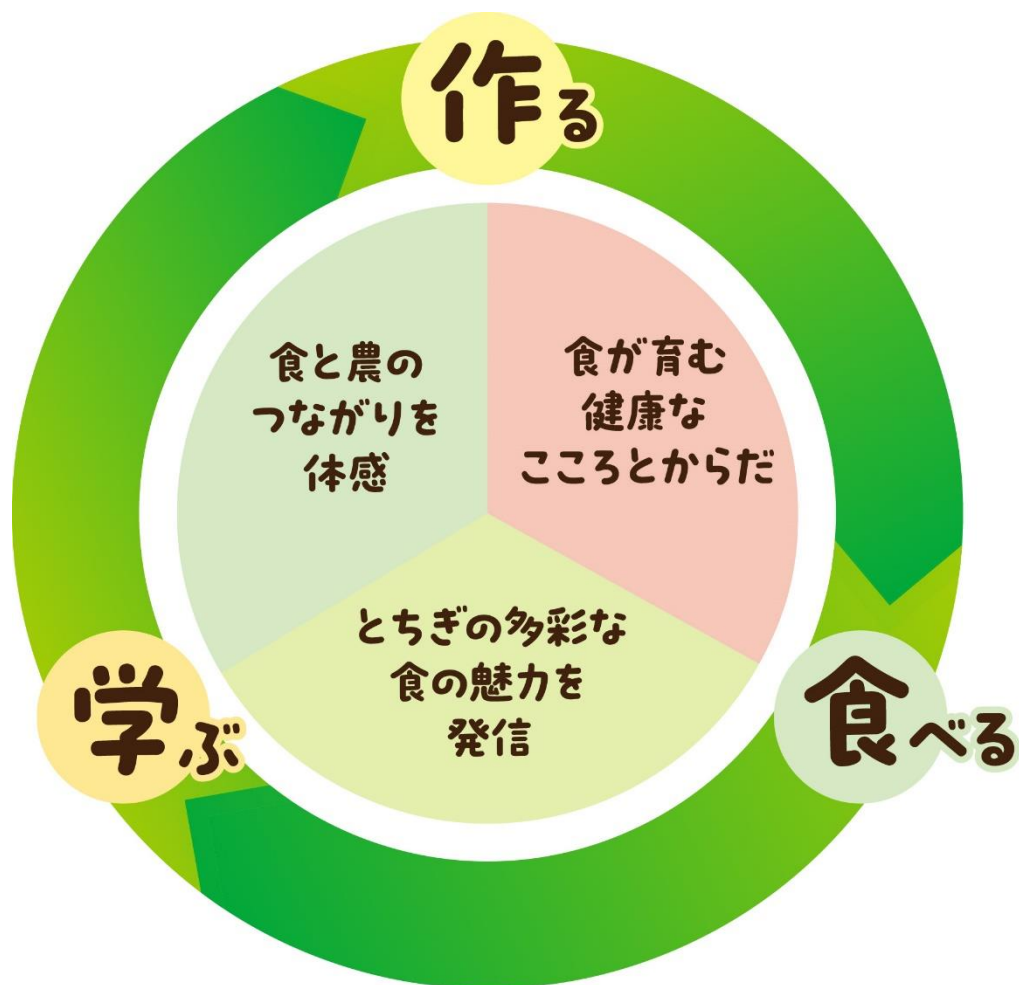 作る
食と農の
つながりを
体感
食が育む
健康な
こころとからだ
とちぎの多彩な
食の魅力を
発信
学ぶ
食べる